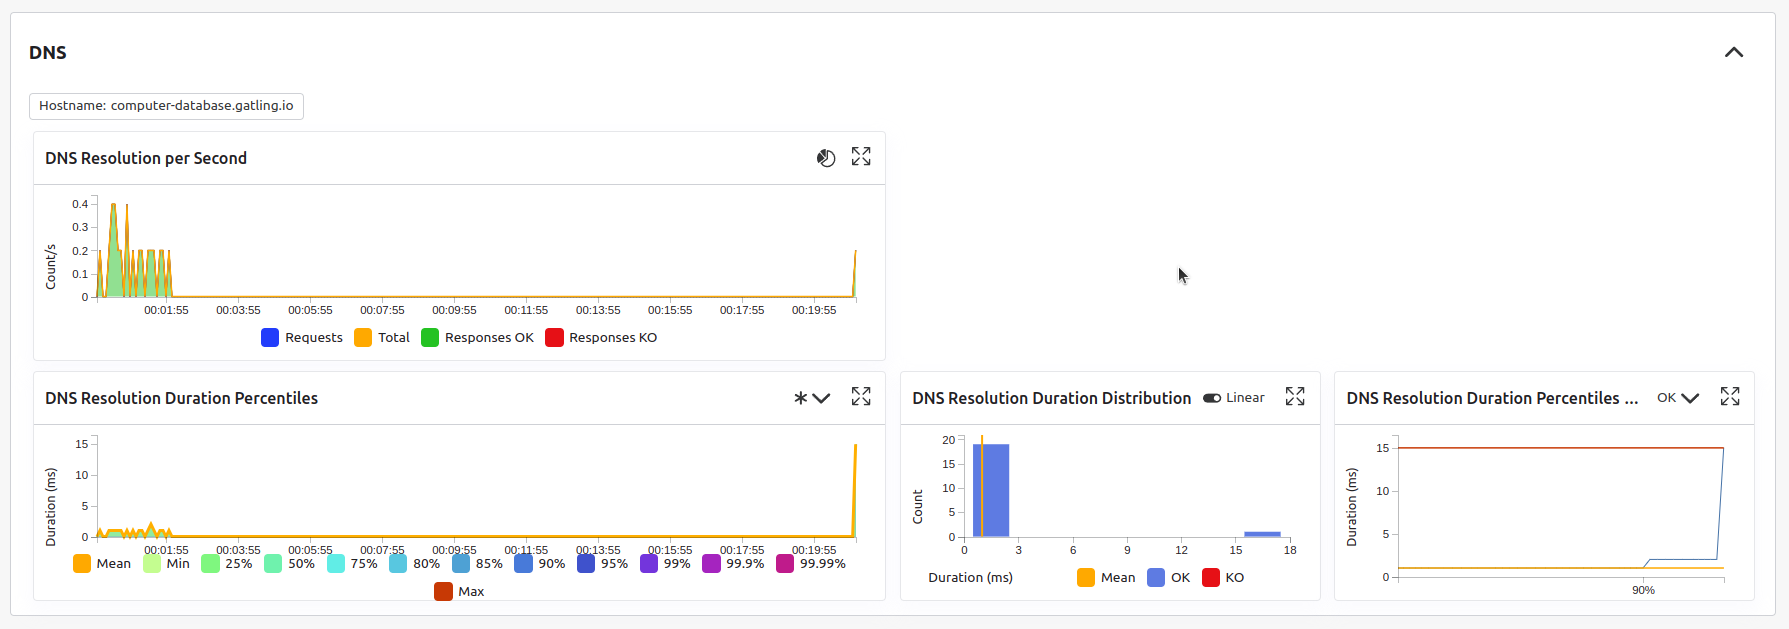 DNS
Hostname: computer-database.gatling.io
DNS Resolution per Second
Count/s
0.4
0.3
0.2
0.1
0
00:01:55 00:03:55 00:05:55 00:07:55 00:09:55 00:11:55 00:13:55 00:15:55 00:17:55 00:19:55
Requests Total Responses OK Responses KO
DNS Resolution Duration Percentiles
Duration (ms)
15
10
5
0
00:01:55 00:03:55 00:05:55 00:07:55 00:09:55 00:11:55 00:13:55 00:15:55 00:17:55 00:19:55
Mean Min 25% 50% 75% 80% 85% 90% 95% 99% 99.9% 99.99%
Max
DNS Resolution Duration Distribution Linear
Count
20
15
10
5
0
0 3 6 9 12 15 18
Duration (ms) Mean OK KO
DNS Resolution Duration Percentiles ... OK
Duration (ms)
15
10
5
0
90%